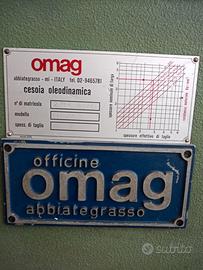 omag
abbiategrasso - mi - ITALY tel. 02-9465781
cesoia oleodinamica
n° di matricola
modello
spess. di taglio
spessore effettivo di taglio
officine
omag
abbiategrasso
subito